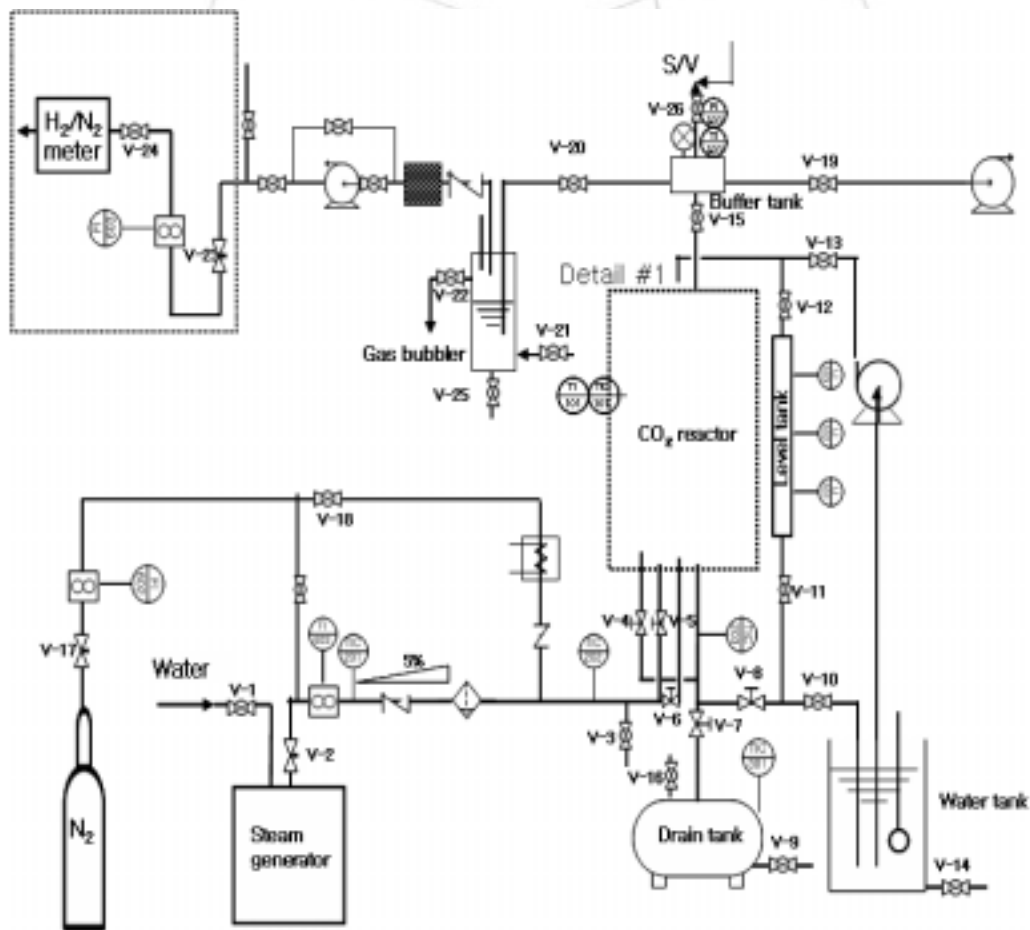 S/V
V-26
H₂/N₂
meter
V-24
V-20
V-19
Buffer tank
V-15
V-23
V-13
Detail #1
V-22
V-12
V-21
Gas bubbler
V-25
Level tank
V-18
V-11
V-4
V-5
V-17
Water
5%
V-8
V-1
V-10
V-6
V-7
V-2
V-3
V-16
Water tank
N₂
Steam
generator
Drain tank
V-9
V-14